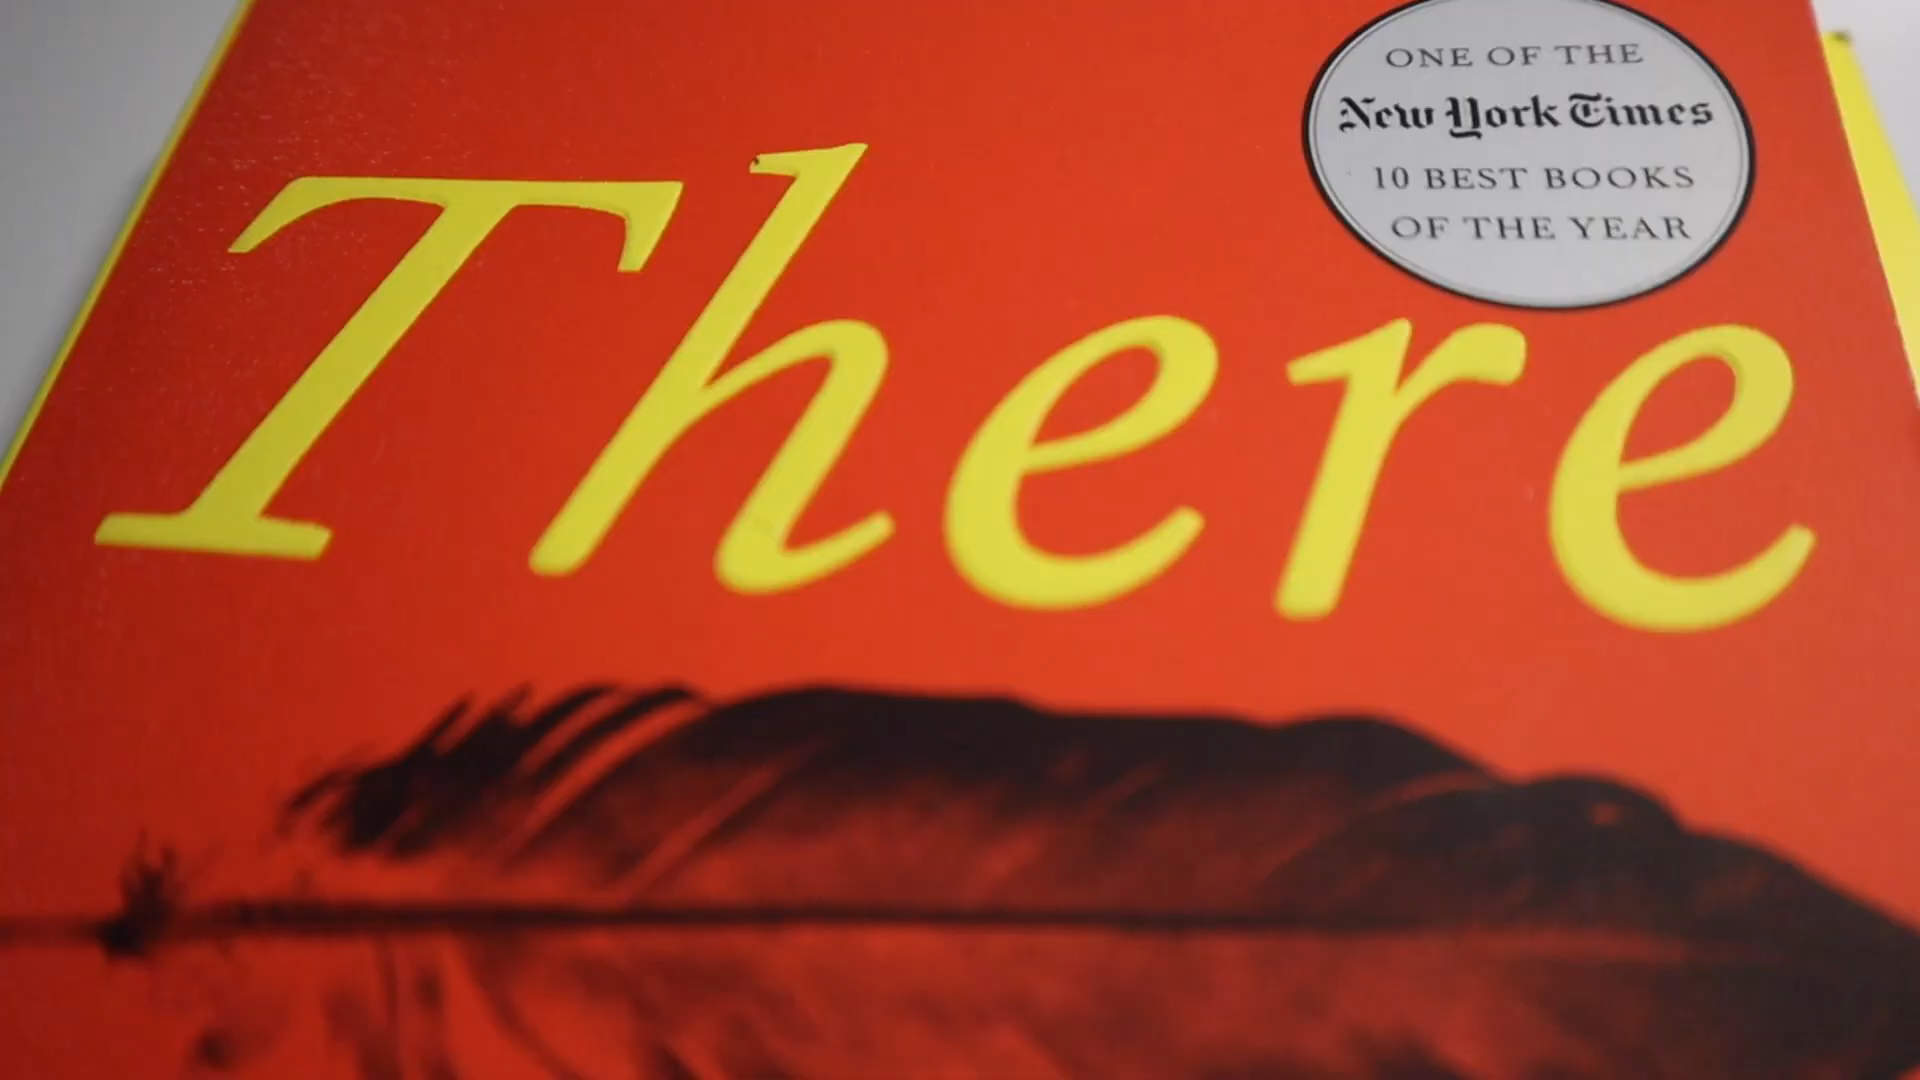 ONE OF THE
New York Times
10 BEST BOOKS
OF THE YEAR
There